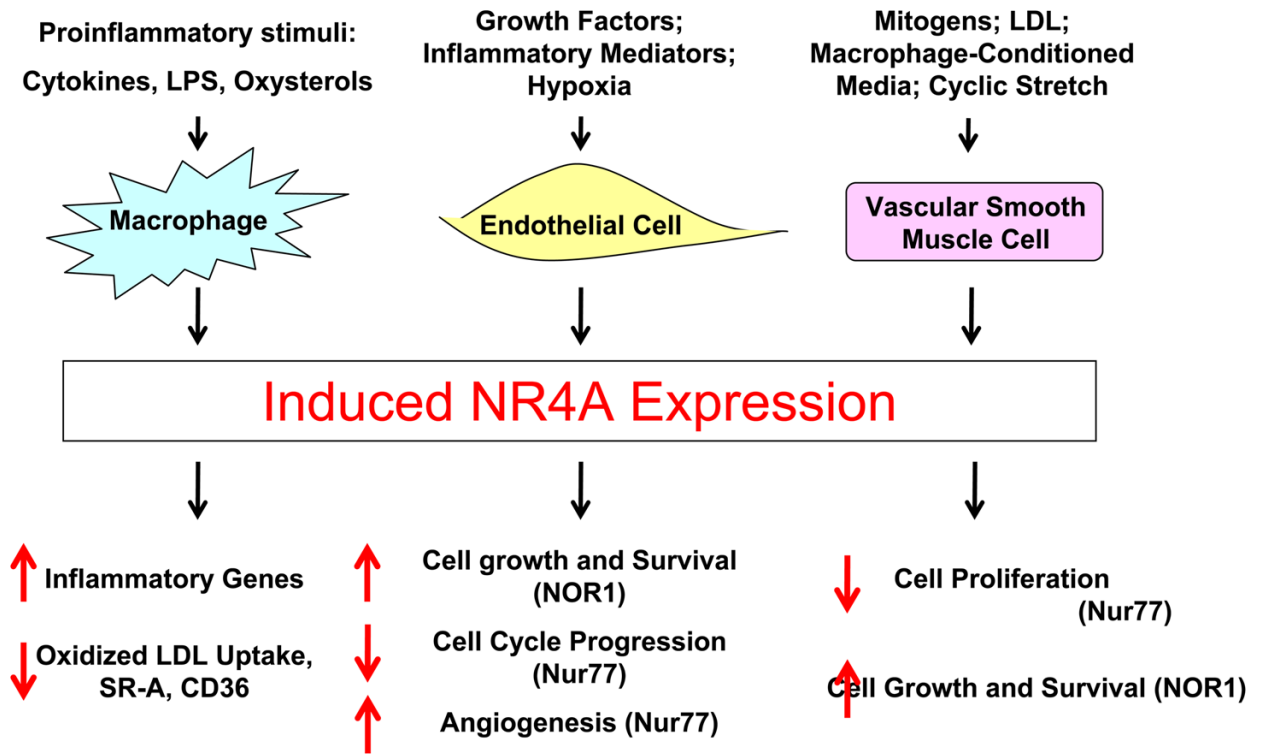 Proinflammatory stimuli:
Cytokines, LPS, Oxysterols
Growth Factors;
Inflammatory Mediators;
Hypoxia
Mitogens; LDL;
Macrophage-Conditioned
Media; Cyclic Stretch
Macrophage
Endothelial Cell
Vascular Smooth
Muscle Cell
Induced NR4A Expression
Inflammatory Genes
Oxidized LDL Uptake,
SR-A, CD36
Cell growth and Survival
(NOR1)
Cell Cycle Progression
(Nur77)
Angiogenesis (Nur77)
Cell Proliferation
(Nur77)
Cell Growth and Survival (NOR1)